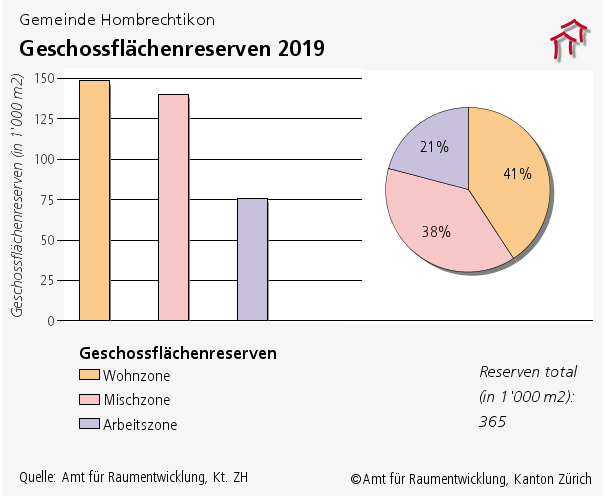 Gemeinde Hombrechtikon
Geschossflächenreserven 2019
Geschossflächenreserven (in 1'000 m2)
150
125
100
75
50
25
0
41%
38%
21%
Geschossflächenreserven
Wohnzone
Mischzone
Arbeitszone
Reserven total
(in 1'000 m2):
365
Quelle: Amt für Raumentwicklung, Kt. ZH
©Amt für Raumentwicklung, Kanton Zürich